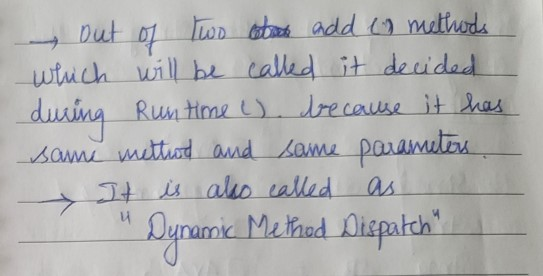 → Out of Two add () methods
which will be called it decided
during Runtime(). because it has
same method and same parameters.
→ It is also called as
"Dynamic Method Dispatch"